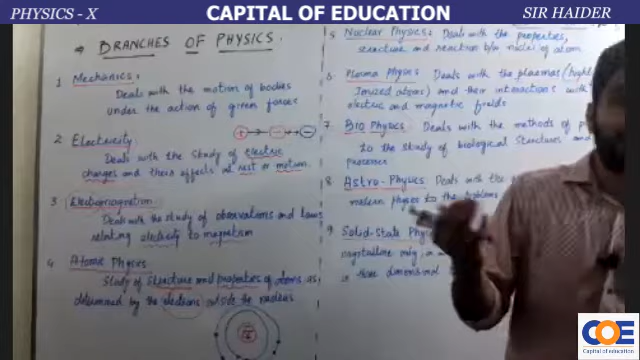 PHYSICS - X
CAPITAL OF EDUCATION
SIR HAIDER
⇒ BRANCHES OF PHYSICS.
1 Mechanics:
Deals with the motion of bodies
under the action of given forces
2 Electricity
Deals with the study of electric
charges and their effects at rest or motion.
3 Electromagnetism
Deals with the study of observations and laws
relating electricity to magnetism
4 Atomic Physics
Study of structure and properties of atoms as
determined by the electrons outside the nucleus
5 Nuclear Physics: Deals with the properties,
structure and reaction b/w nuclei of atom
6 Plasma Physics: Deals with the plasmas (highly
Ionized atoms) and their interactions with
electric and magnetic fields
7 Bio Physics: Deals with the methods of
to the study of biological structures and
processes
8 Astro-Physics: Deals with the
modern physics to the
9 Solid-State
crystalline only, in
in three dimensional
COE
Capital of education